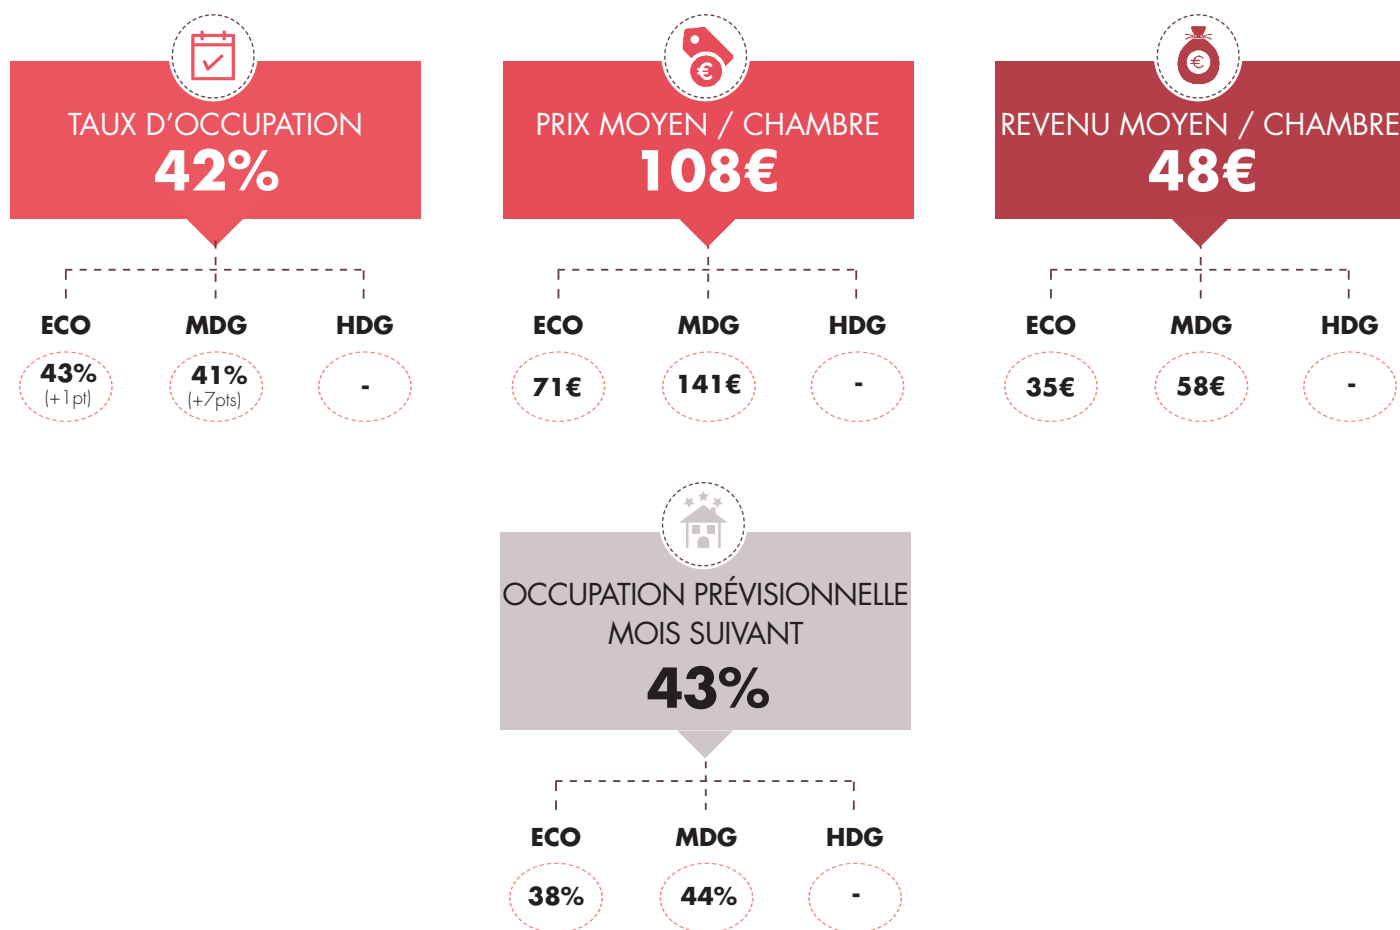 TAUX D’OCCUPATION
42%
ECO
MDG
HDG
43%
(+1pt)
41%
(+7pts)
-
€
PRIX MOYEN / CHAMBRE
108€
ECO
MDG
HDG
71€
141€
-
€
REVENU MOYEN / CHAMBRE
48€
ECO
MDG
HDG
35€
58€
-
OCCUPATION PRÉVISIONNELLE
MOIS SUIVANT
43%
ECO
MDG
HDG
38%
44%
-